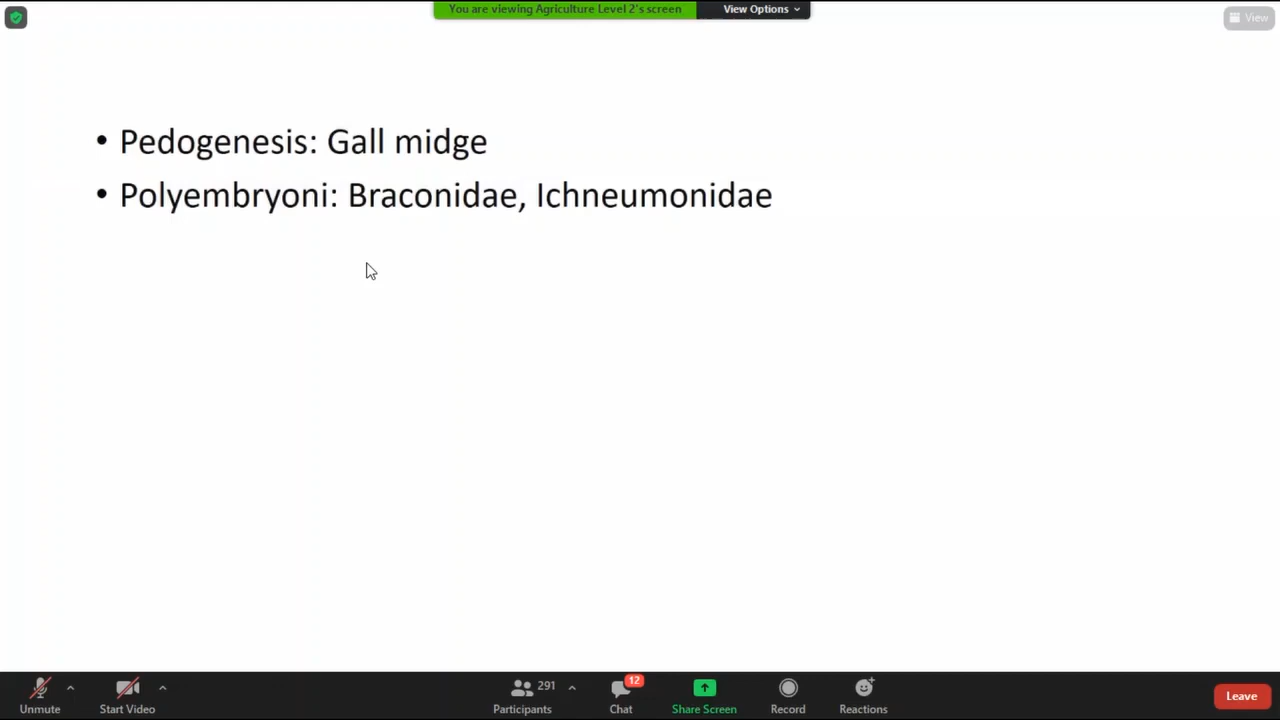 You are viewing Agriculture Level 2's screen
View Options
View
• Pedogenesis: Gall midge
• Polyembryoni: Braconidae, Ichneumonidae
Unmute
Start Video
291
Participants
12
Chat
Share Screen
Record
Reactions
Leave